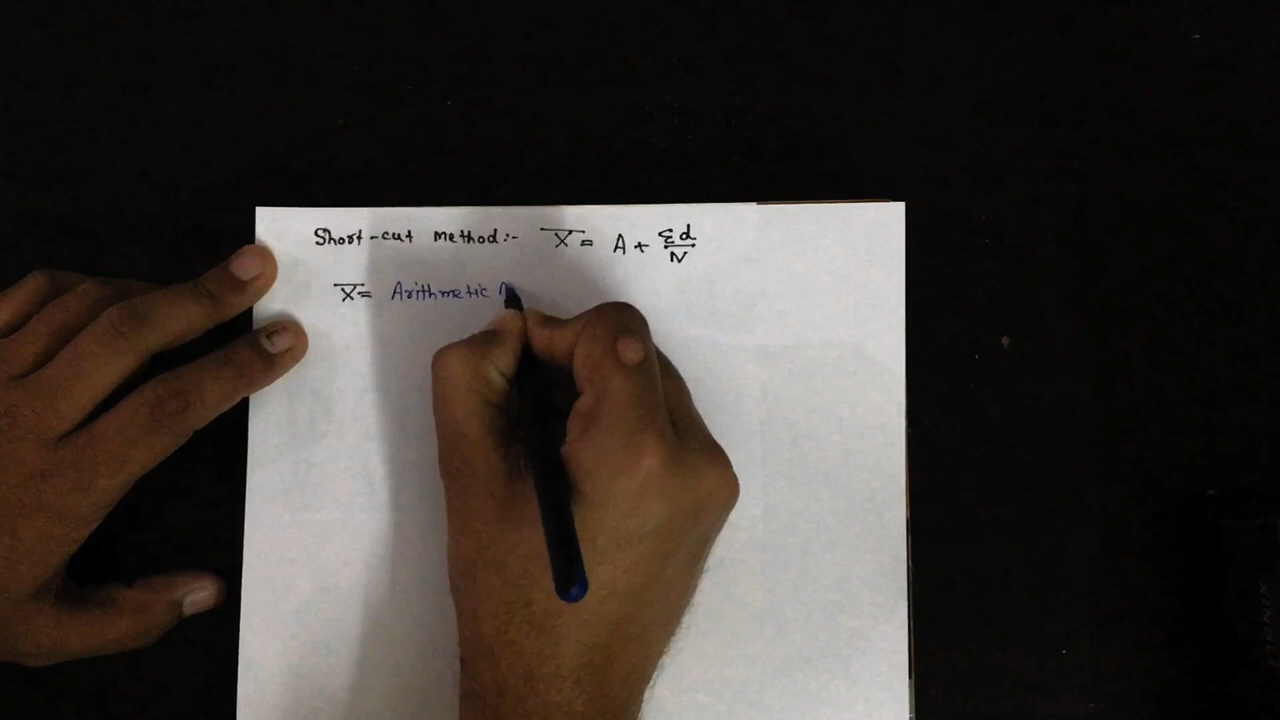 Short-cut method:- X̄ = A + Σd/N
X̄ = Arithmetic